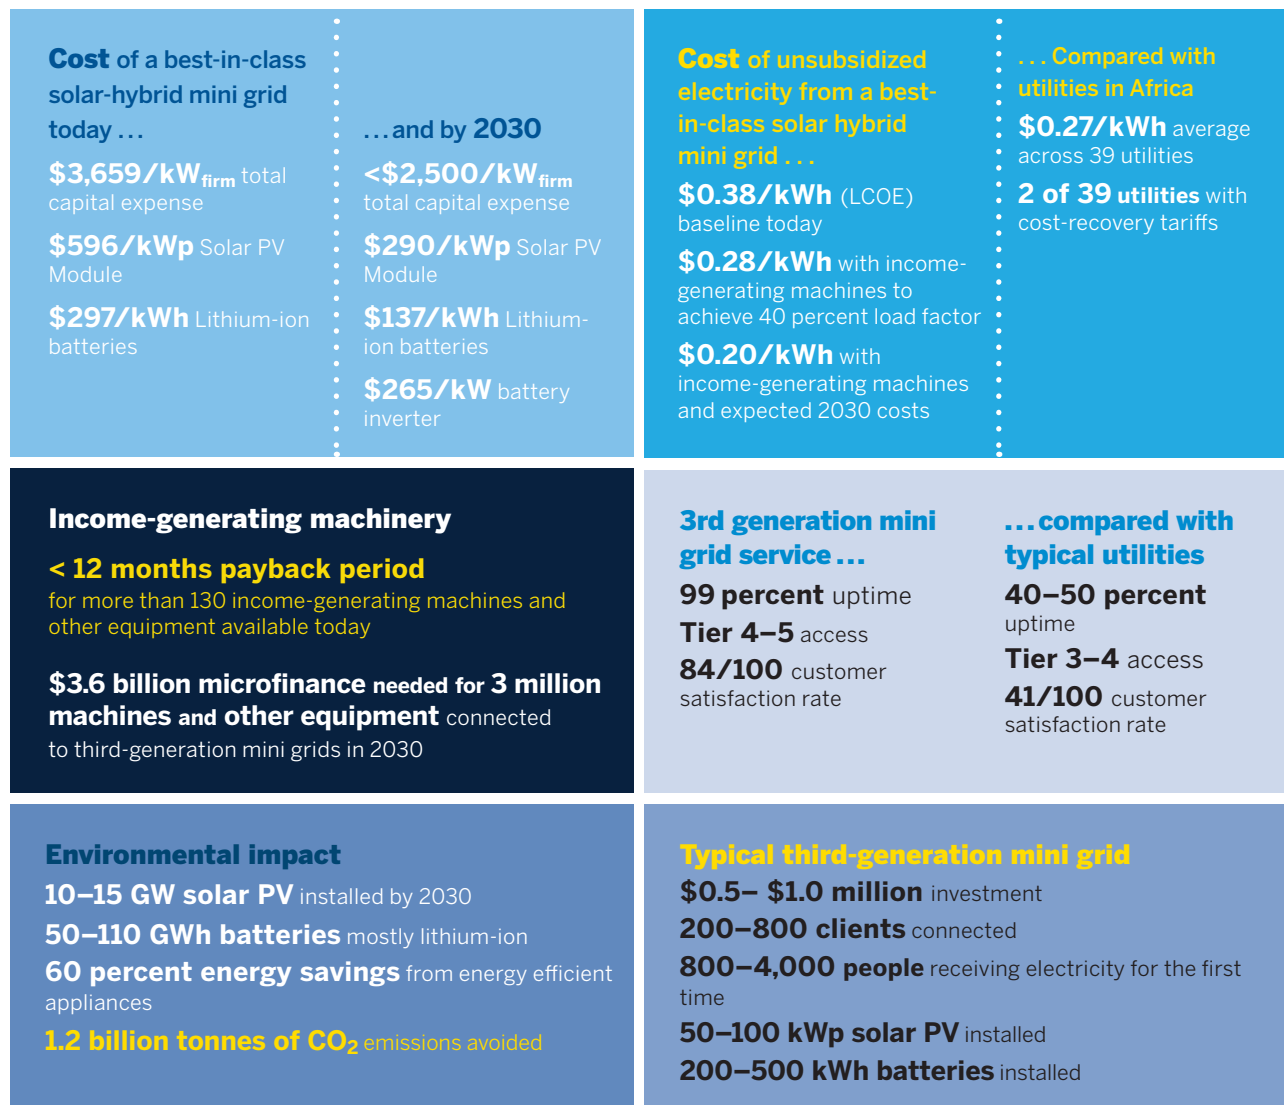 Cost of a best-in-class
solar-hybrid mini grid
today ...
$3,659/kWfirm total
capital expense
$596/kWp Solar PV
Module
$297/kWh Lithium-ion
batteries
...and by 2030
<$2,500/kWfirm
total capital expense
$290/kWp Solar PV
Module
$137/kWh Lithium-
ion batteries
$265/kW battery
inverter
Cost of unsubsidized
electricity from a best-
in-class solar hybrid
mini grid ...
$0.38/kWh (LCOE)
baseline today
$0.28/kWh with income-
generating machines to
achieve 40 percent load factor
$0.20/kWh with
income-generating machines
and expected 2030 costs
... Compared with
utilities in Africa
$0.27/kWh average
across 39 utilities
2 of 39 utilities with
cost-recovery tariffs
Income-generating machinery
< 12 months payback period
for more than 130 income-generating machines and
other equipment available today
$3.6 billion microfinance needed for 3 million
machines and other equipment connected
to third-generation mini grids in 2030
3rd generation mini
grid service...
99 percent uptime
Tier 4–5 access
84/100 customer
satisfaction rate
...compared with
typical utilities
40–50 percent
uptime
Tier 3–4 access
41/100 customer
satisfaction rate
Environmental impact
10–15 GW solar PV installed by 2030
50–110 GWh batteries mostly lithium-ion
60 percent energy savings from energy efficient
appliances
1.2 billion tonnes of CO2 emissions avoided
Typical third-generation mini grid
$0.5– $1.0 million investment
200–800 clients connected
800–4,000 people receiving electricity for the first
time
50–100 kWp solar PV installed
200–500 kWh batteries installed